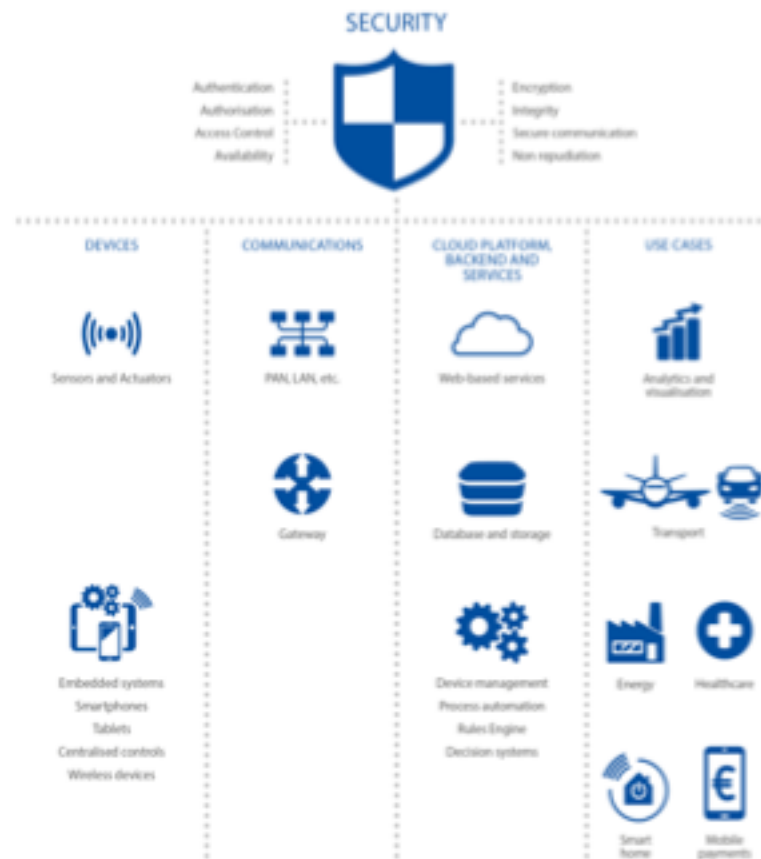 SECURITY
Authentication
Authorisation
Access Control
Availability
Encryption
Integrity
Secure communication
Non repudiation
DEVICES
Sensors and Actuators
Embedded systems
Smartphones
Tablets
Centralised controls
Wireless devices
COMMUNICATIONS
PAN, LAN, etc.
Gateway
CLOUD PLATFORM,
BACKEND AND
SERVICES
Web-based services
Database and storage
Device management
Process automation
Rules Engine
Decision systems
USE CASES
Analytics and
visualisation
Transport
Energy
Healthcare
Smart
home
€
Mobile
payments